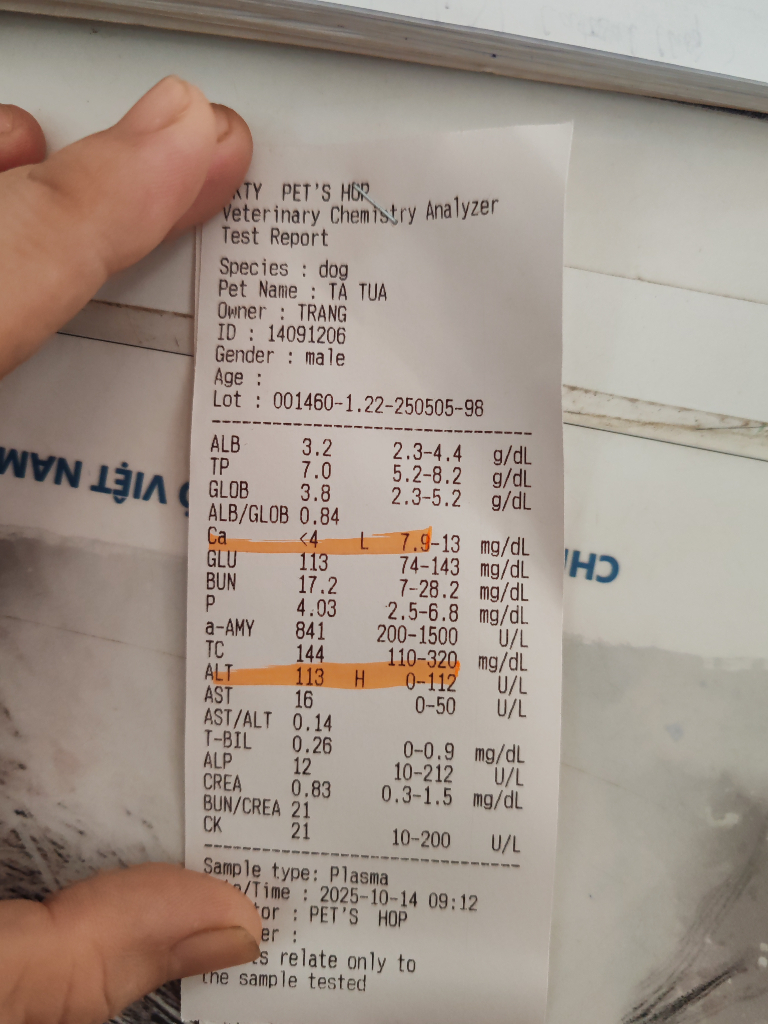 PET'S HOP
Veterinary Chemistry Analyzer
Test Report
Species : dog
Pet Name : TA TUA
Owner : TRANG
ID : 14091206
Gender : male
Age :
Lot : 001460-1.22-250505-98
ALB 3.2 2.3-4.4 g/dL
TP 7.0 5.2-8.2 g/dL
GLOB 3.8 2.3-5.2 g/dL
ALB/GLOB 0.84
Ca <4 L 7.9-13 mg/dL
GLU 113 74-143 mg/dL
BUN 17.2 7-28.2 mg/dL
P 4.03 2.5-6.8 mg/dL
a-AMY 841 200-1500 U/L
TC 144 110-320 mg/dL
ALT 113 H 0-112 U/L
AST 16 0-50 U/L
AST/ALT 0.14
T-BIL 0.26 0-0.9 mg/dL
ALP 12 10-212 U/L
CREA 0.83 0.3-1.5 mg/dL
BUN/CREA 21
CK 21 10-200 U/L
Sample type: Plasma
/Time : 2025-10-14 09:12
tor : PET'S HOP
er :
ts relate only to
the sample tested
VIỆT NAM
CH